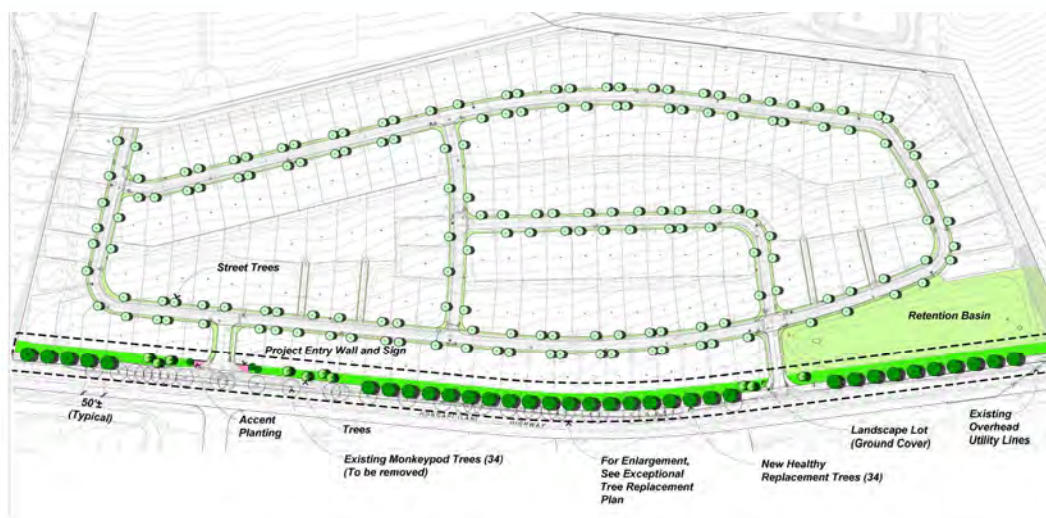 Street Trees
Retention Basin
Project Entry Wall and Sign
50'±
(Typical)
Accent
Planting
Trees
HIGHWAY
Existing Monkeypod Trees (34)
(To be removed)
For Enlargement,
See Exceptional
Tree Replacement
Plan
New Healthy
Replacement Trees (34)
Landscape Lot
(Ground Cover)
Existing
Overhead
Utility Lines